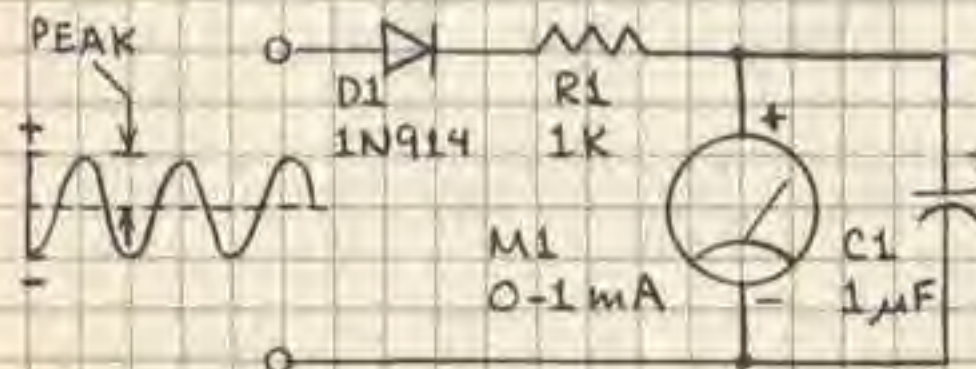 PEAK
+
-
D1
1N914
R1
1K
+
M1
0-1mA
-
C1
1µF